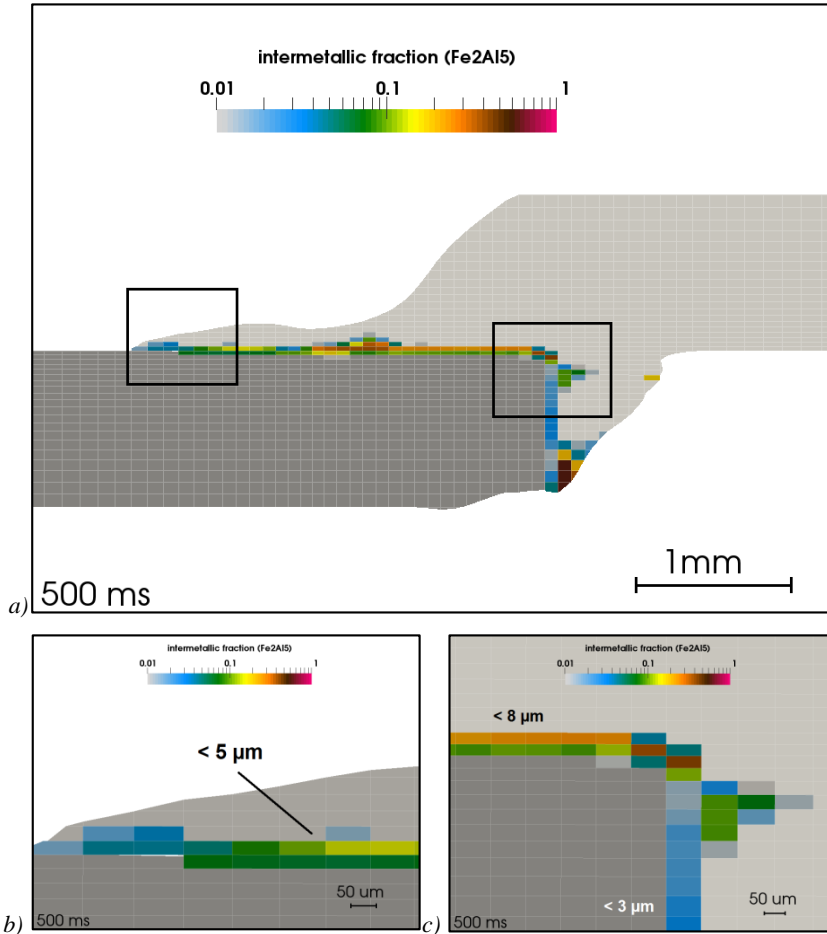 intermetallic fraction (Fe2Al5)
0.01 0.1 1
1mm
500 ms
a)
intermetallic fraction (Fe2Al5)
0.01 0.1 1
< 5 µm
50 um
500 ms
b)
intermetallic fraction (Fe2Al5)
0.01 0.1 1
< 8 µm
< 3 µm
50 um
500 ms
c)